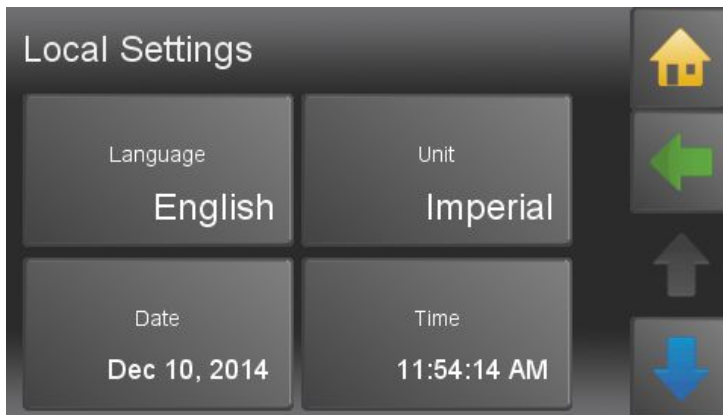 Local Settings
Language
English
Unit
Imperial
Date
Dec 10, 2014
Time
11:54:14 AM